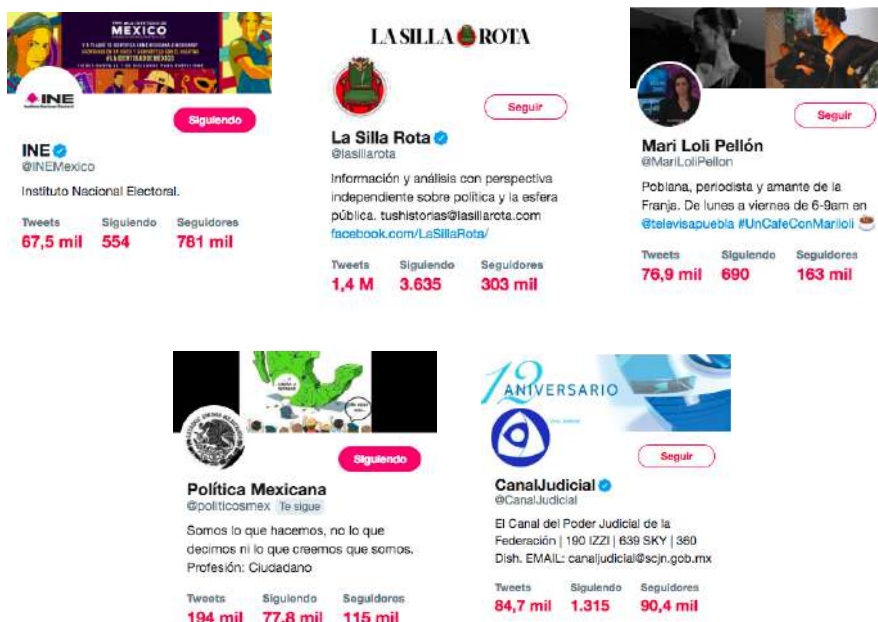 MÉXICO
#LAIDENTIDADDEMÉXICO
INE
Instituto Nacional Electoral
Siguiendo
INE
@INEMexico
Instituto Nacional Electoral.
Tweets Siguiendo Seguidores
67,5 mil 554 781 mil
LA SILLA ROTA
Seguir
La Silla Rota
@lasillarota
Información y análisis con perspectiva
independiente sobre política y la esfera
pública. tushistorias@lasillarota.com
facebook.com/LaSillaRota/
Tweets Siguiendo Seguidores
1,4 M 3.635 303 mil
Seguir
Mari Loli Pellón
@MariLoliPellon
Poblana, periodista y amante de la
Franja. De lunes a viernes de 6-9am en
@televisapuebla #UnCafeConMariloli ☕
Tweets Siguiendo Seguidores
76,9 mil 690 163 mil
Siguiendo
Política Mexicana
@politicosmex Te sigue
Somos lo que hacemos, no lo que
decimos ni lo que creemos que somos.
Profesión: Ciudadano
Tweets Siguiendo Seguidores
194 mil 77,8 mil 115 mil
12
ANIVERSARIO
Seguir
CanalJudicial
@CanalJudicial
El Canal del Poder Judicial de la
Federación | 190 IZZI | 639 SKY | 360
Dish. EMAIL: canaljudicial@scjn.gob.mx
Tweets Siguiendo Seguidores
84,7 mil 1.315 90,4 mil